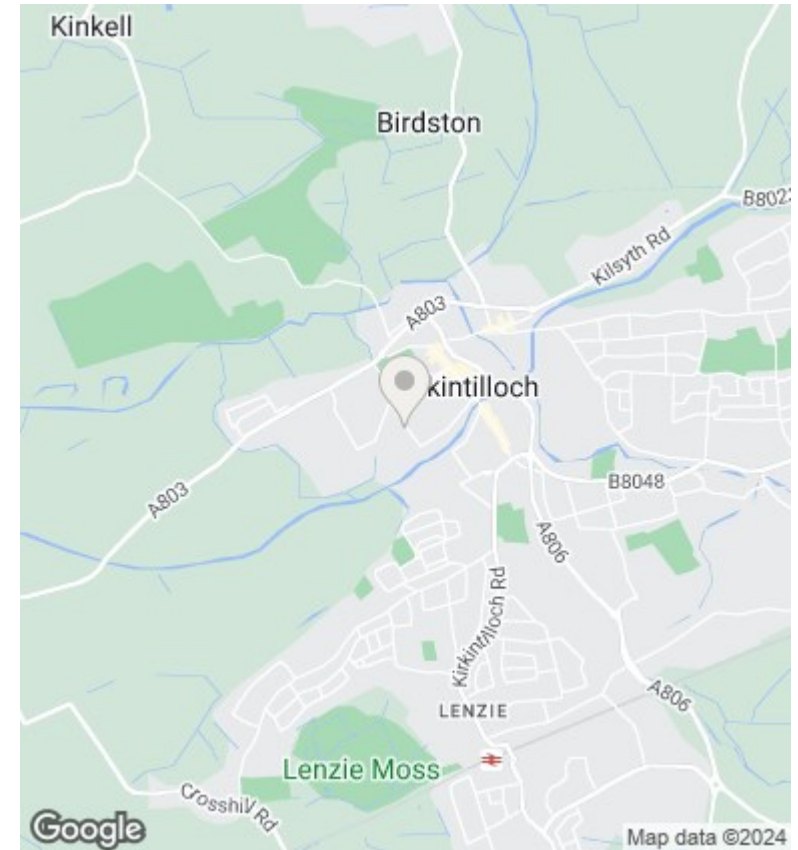 Kinkell
Birdston
B802
Kilsyth Rd
A803
kintilloch
A803
B8048
A806
Kirkintilloch Rd
A806
LENZIE
Lenzie Moss
Crosshill Rd
Google
Map data ©2024